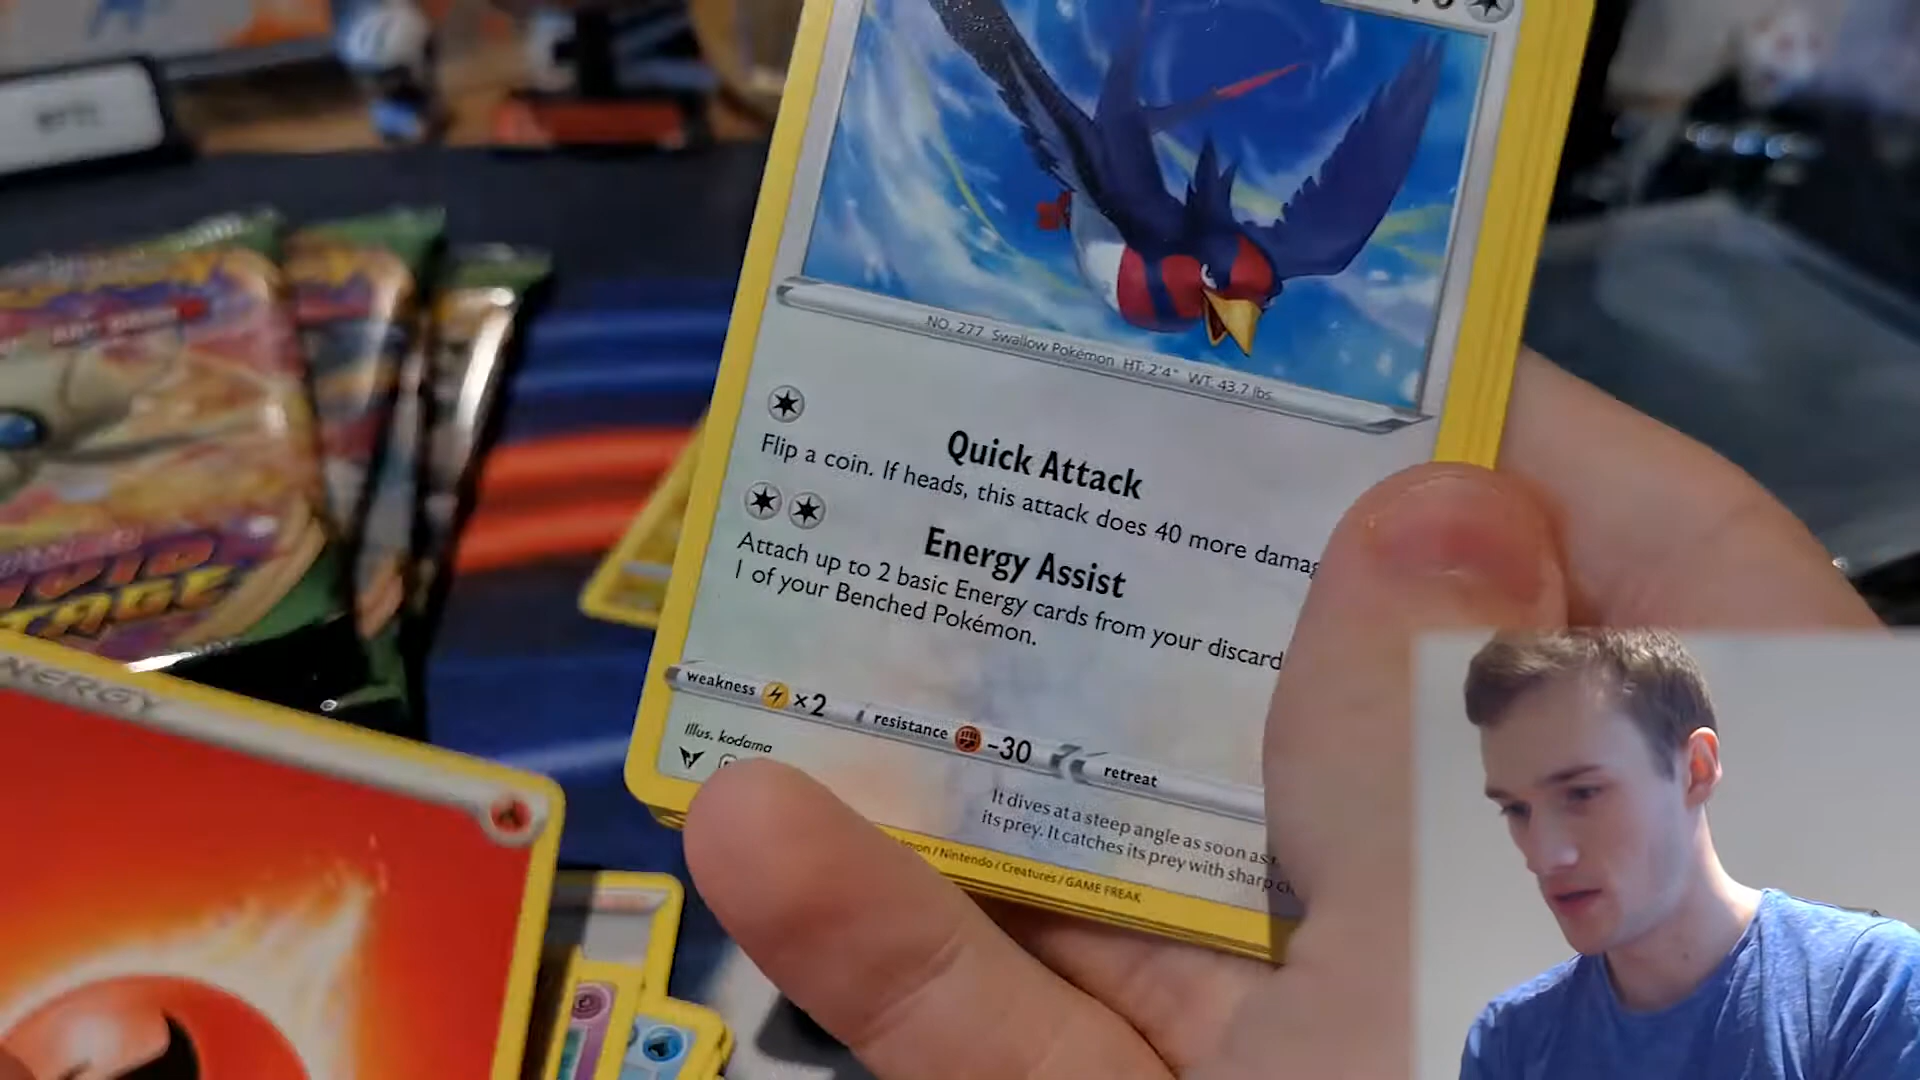 NO. 277 Swallow Pokémon HT: 2'4" WT: 43.7 lbs.
Quick Attack
Flip a coin. If heads, this attack does 40 more
Energy Assist
Attach up to 2 basic Energy cards from your discard
1 of your Benched Pokémon.
weakness ×2 resistance -30 retreat
Illus. kodama
It dives at a steep angle as soon as
its prey. It catches its prey with sharp
/ Nintendo / Creatures / GAME FREAK